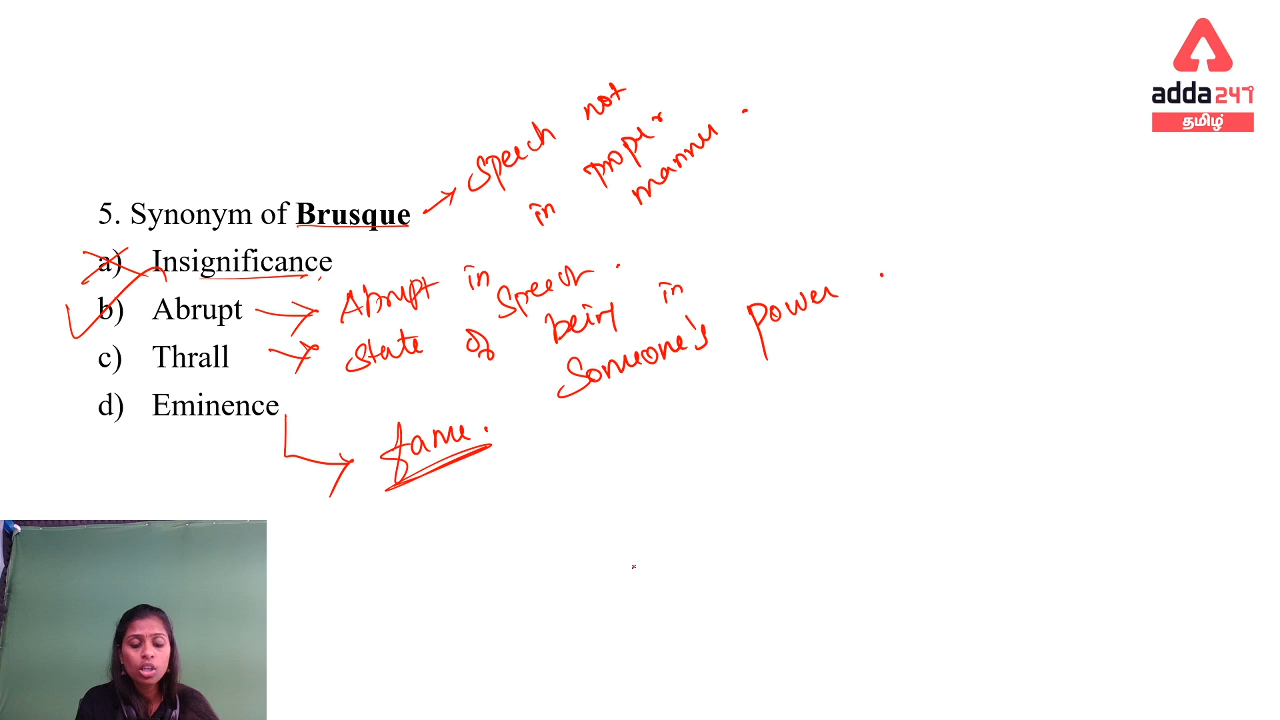 adda247
தமிழ்
Speech not
in proper
manner.
5. Synonym of Brusque
a) Insignificance
b) Abrupt
Abrupt in Speech.
c) Thrall
State of being in
Someone's power.
d) Eminence
fame.